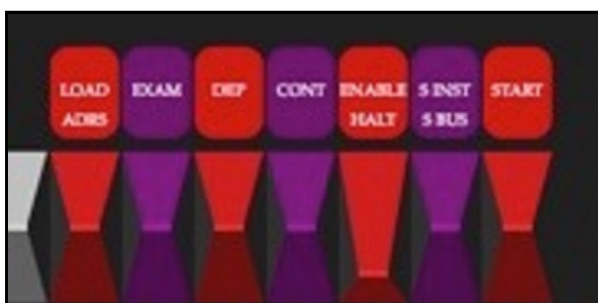 LOAD
ADRS
EXAM
DEP
CONT
ENABLE
HALT
S INST
S BUS
START